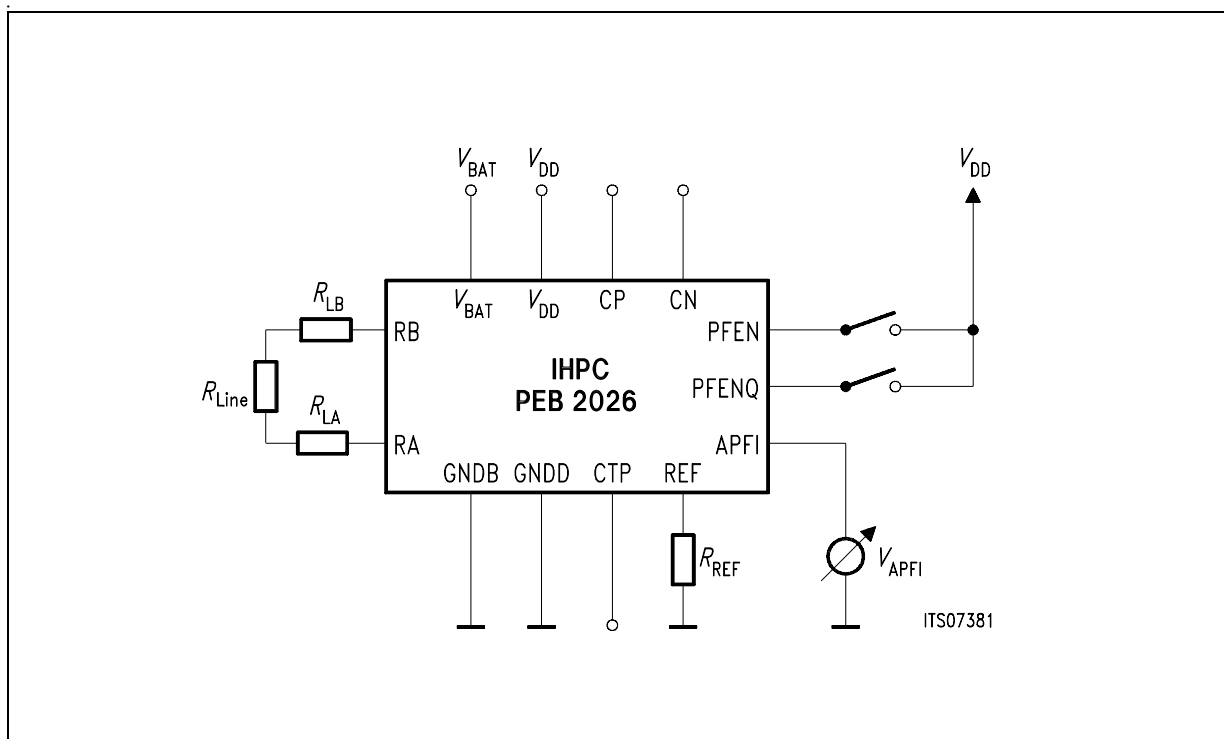 VBAT
VDD
VDD
VBAT
VDD
CP
CN
RLB
RB
PFEN
IHPC
PEB 2026
PFENQ
RLine
RLA
RA
APFI
GNDB
GNDD
CTP
REF
RREF
VAPFI
ITS07381